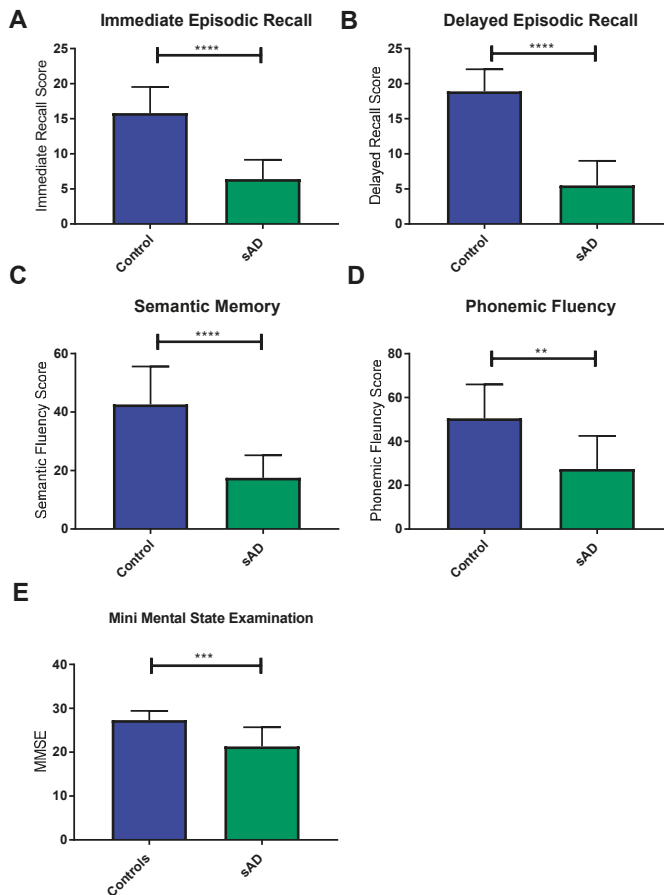 A
Immediate Episodic Recall
****
Immediate Recall Score
25
20
15
10
5
0
Control
sAD
B
Delayed Episodic Recall
****
Delayed Recall Score
25
20
15
10
5
0
Control
sAD
C
Semantic Memory
****
Semantic Fluency Score
60
40
20
0
Control
sAD
D
Phonemic Fluency
**
Phonemic Fleuncy Score
80
60
40
20
0
Control
sAD
E
Mini Mental State Examination
***
MMSE
40
30
20
10
0
Controls
sAD